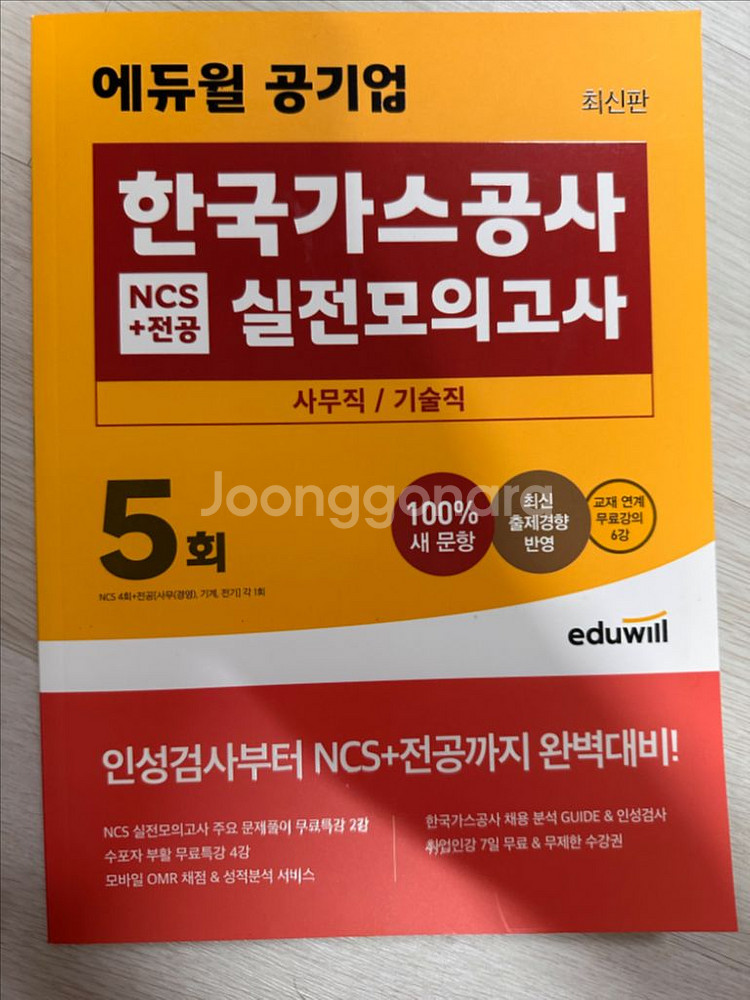 에듀윌 공기업
최신판
한국가스공사
NCS
+전공
실전모의고사
사무직 / 기술직
5회
NCS 4회+전공[사무(경영), 기계, 전기] 각 1회
100%
새 문항
최신
출제경향
반영
교재 연계
무료강의
6강
Joonggonara
eduwill
인성검사부터 NCS+전공까지 완벽대비!
NCS 실전모의고사 주요 문제풀이 무료특강 2강
수포자 부활 무료특강 4강
모바일 OMR 채점 & 성적분석 서비스
한국가스공사 채용 분석 GUIDE & 인성검사
취업인강 7일 무료 & 무제한 수강권